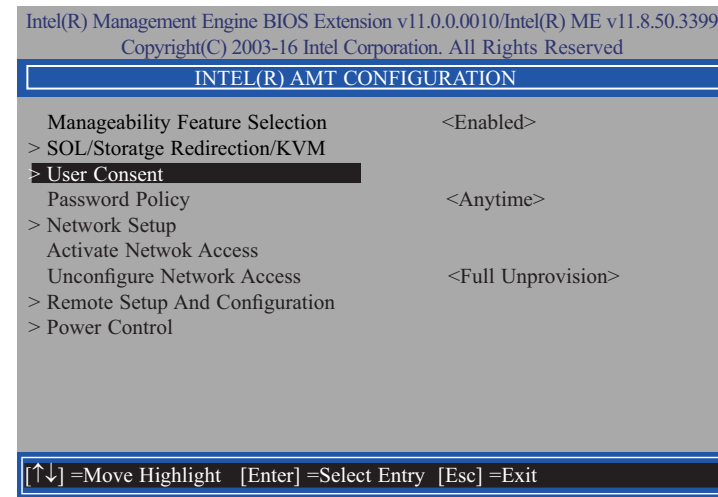 Intel(R) Management Engine BIOS Extension v11.0.0.0010/Intel(R) ME v11.8.50.3399
Copyright(C) 2003-16 Intel Corporation. All Rights Reserved
INTEL(R) AMT CONFIGURATION
Manageability Feature Selection <Enabled>
> SOL/Storatge Redirection/KVM
> User Consent
Password Policy <Anytime>
> Network Setup
Activate Netwok Access
Unconfigure Network Access <Full Unprovision>
> Remote Setup And Configuration
> Power Control
[↑↓] =Move Highlight [Enter] =Select Entry [Esc] =Exit